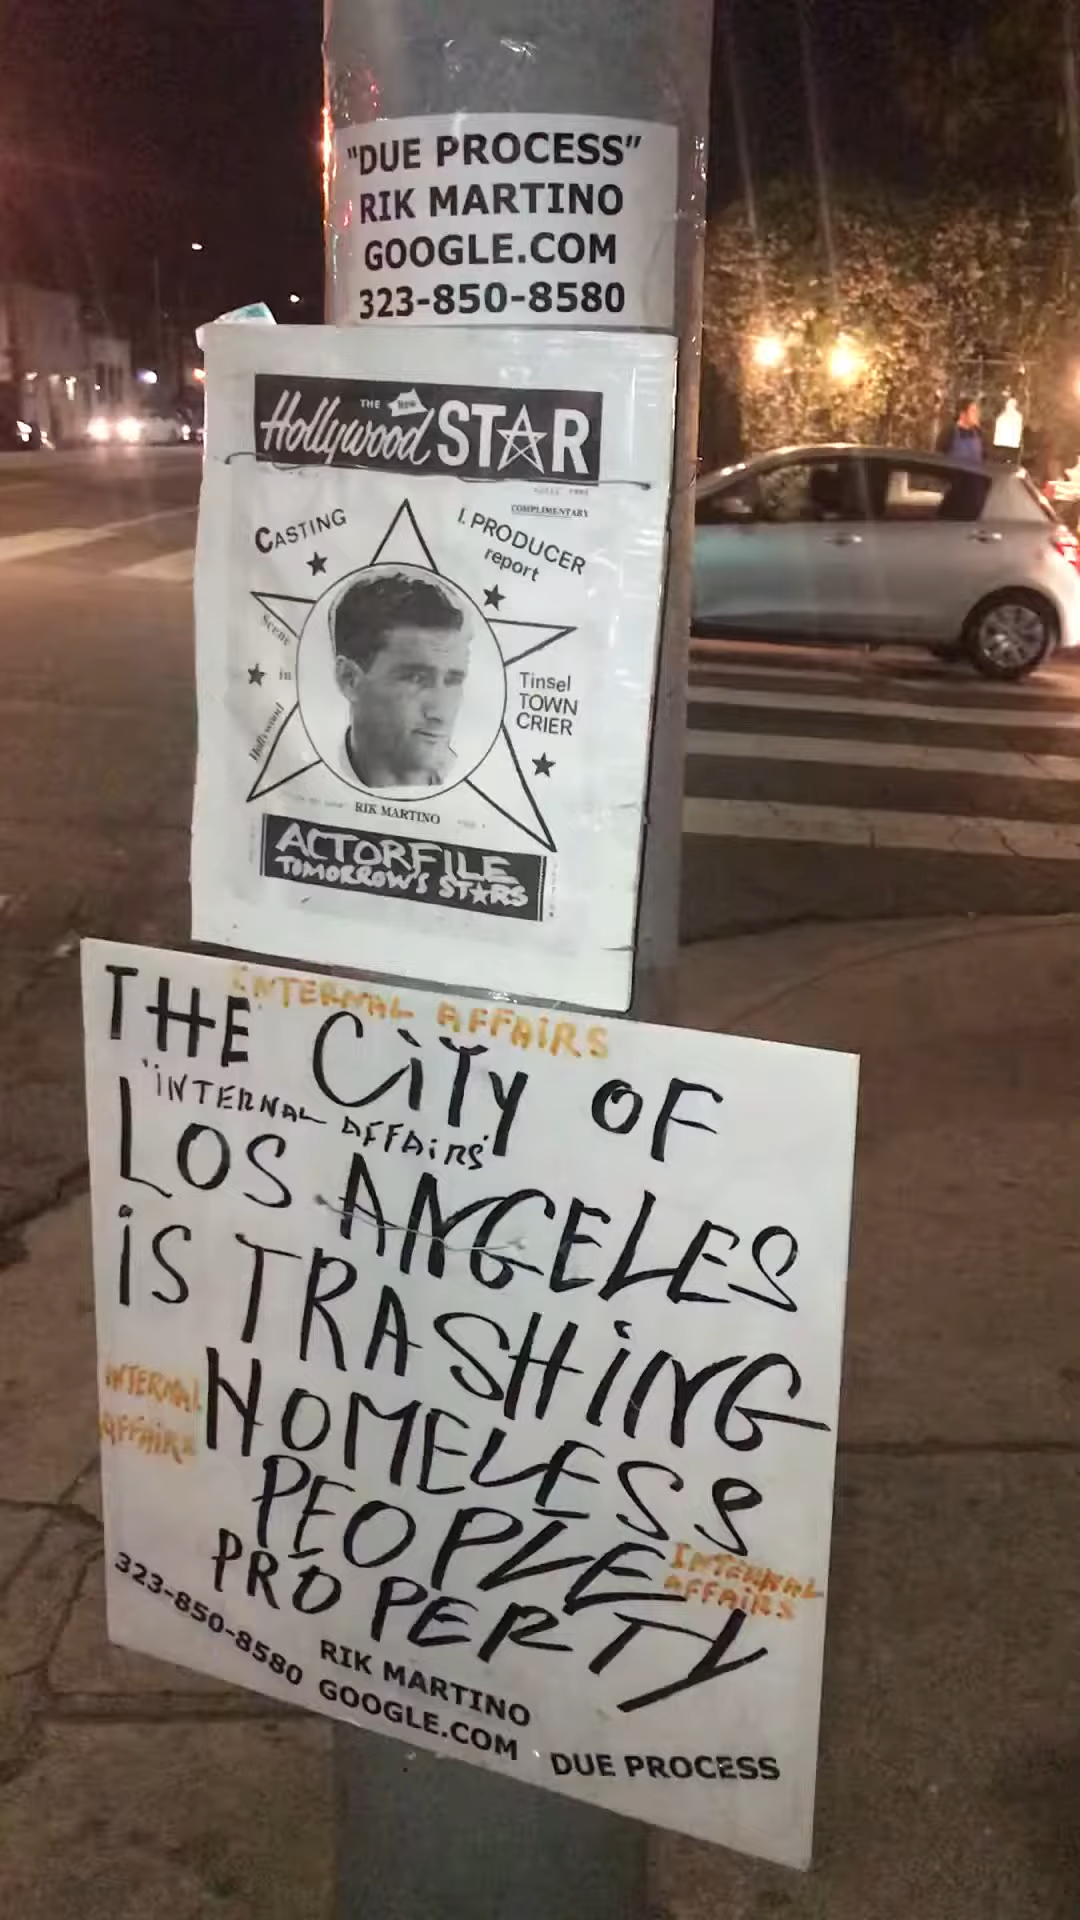 "DUE PROCESS"
RIK MARTINO
GOOGLE.COM
323-850-8580
THE New
Hollywood STAR
COMPLIMENTARY
CASTING
I. PRODUCER
report
Scene
in
Hollywood
Tinsel
TOWN
CRIER
RIK MARTINO
ACTORFILE
TOMORROW'S STARS
INTERNAL AFFAIRS
THE CiTy OF
"INTERNAL AFFAiRS"
LOS ANGELES
iS TRASHiNG
INTERNAL
AFFAiRS
HOMELESS
PEOPLE
INTERNAL
AFFAiRS
PROPERTY
323-850-8580
RIK MARTINO
GOOGLE.COM
DUE PROCESS